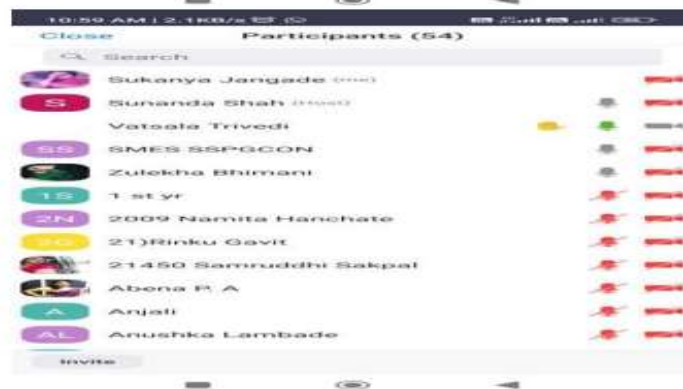 10:59 AM | 2.1KB/s
Close Participants (54)
Search
Sukanya Jangade (me)
S Sunanda Shah (Host)
Vatsala Trivedi
SS SMES SSPGCON
Zulekha Bhimani
1S 1 st yr
2N 2009 Namita Hanchate
2G 21)Rinku Gavit
21450 Samruddhi Sakpal
Abena P. A
A Anjali
AL Anushka Lambade
Invite